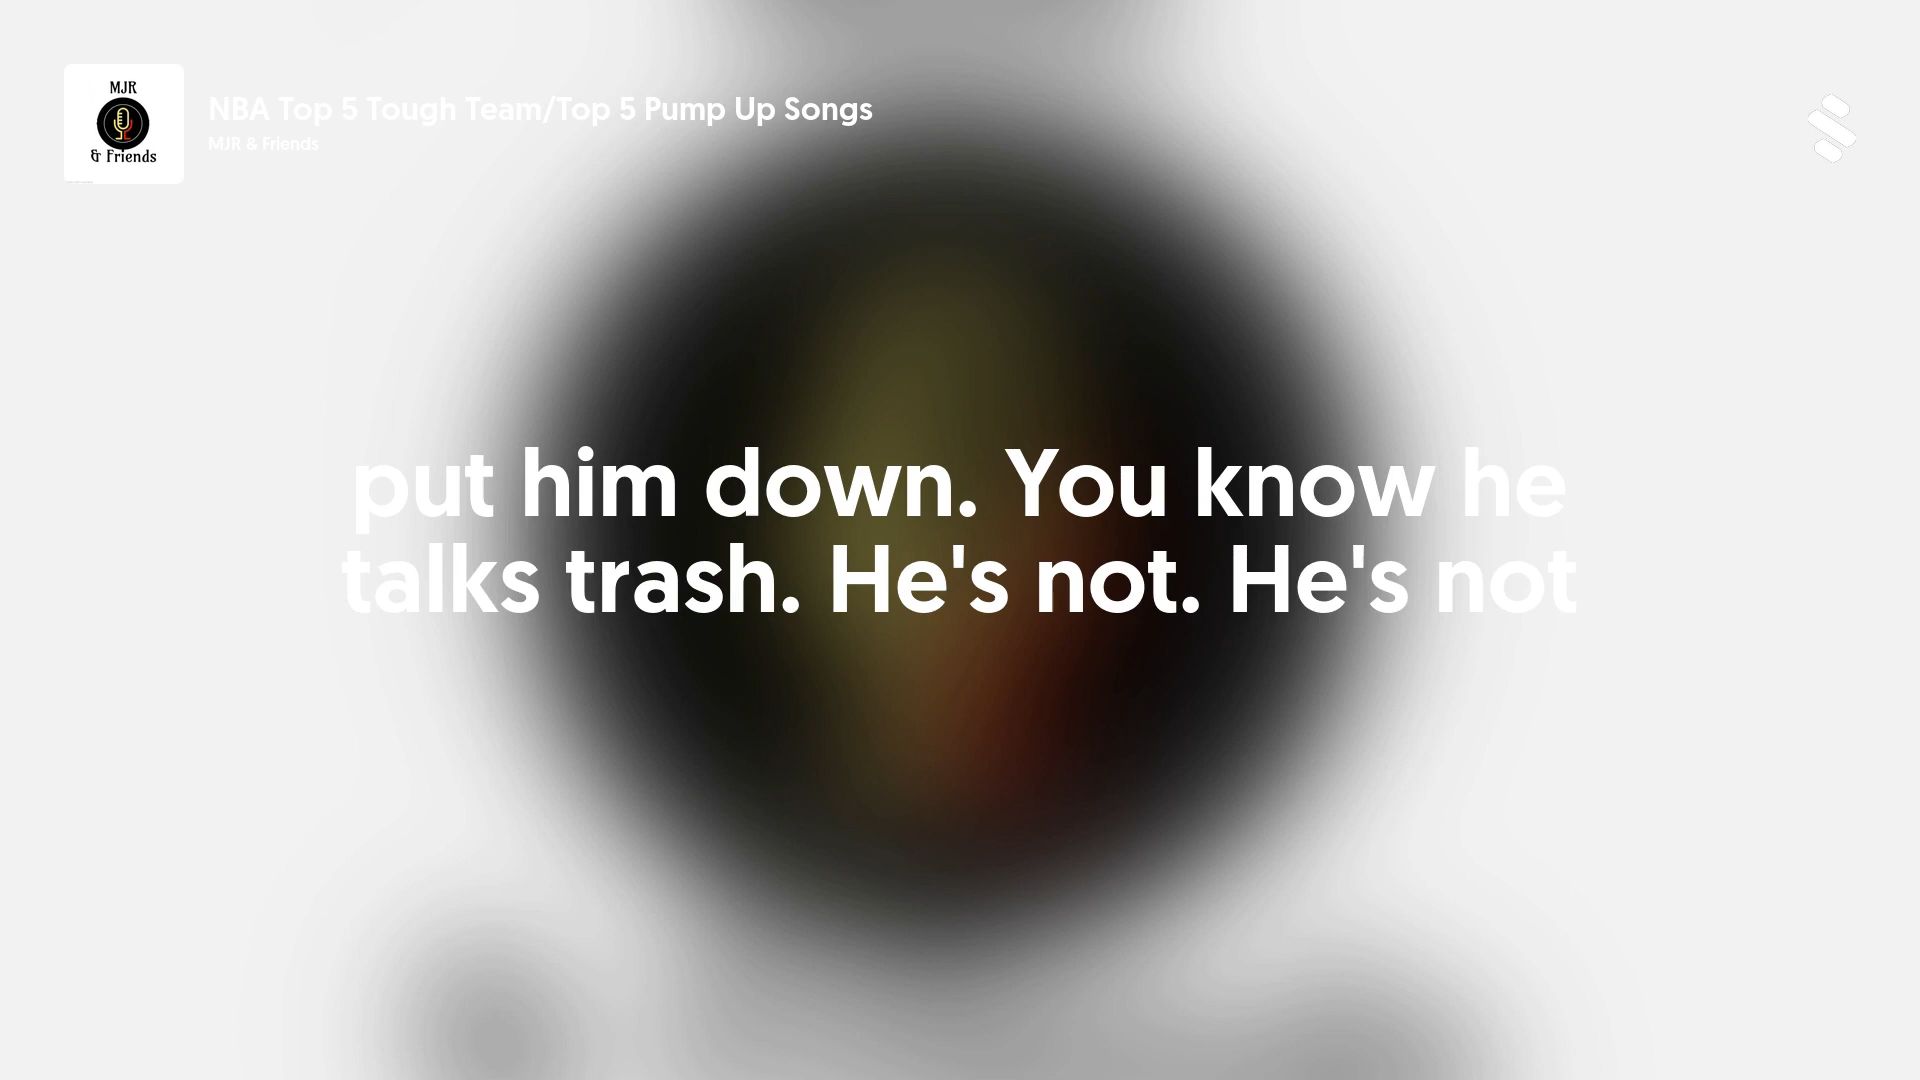 MJR
& Friends
NBA Top 5 Tough Team/Top 5 Pump Up Songs
MJR & Friends
put him down. You know he
talks trash. He's not. He's not